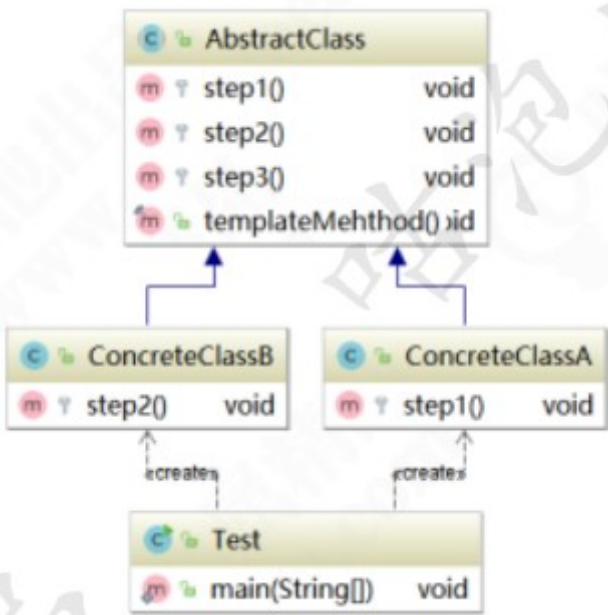 AbstractClass
step1() void
step2() void
step3() void
templateMehthod() oid
ConcreteClassB
step2() void
ConcreteClassA
step1() void
«create»
«create»
Test
main(String[]) void